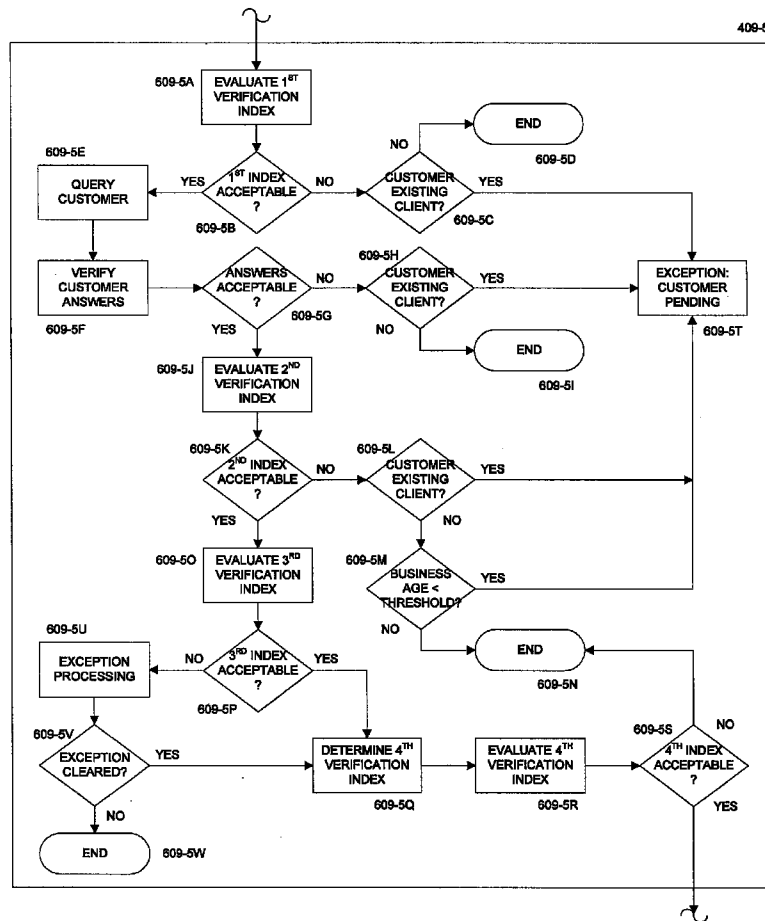 409-5
609-5A
EVALUATE 1ST
VERIFICATION
INDEX
NO
END
609-5D
609-5E
QUERY
CUSTOMER
YES
1ST INDEX
ACCEPTABLE
?
609-5B
NO
CUSTOMER
EXISTING
CLIENT?
609-5C
YES
VERIFY
CUSTOMER
ANSWERS
609-5F
ANSWERS
ACCEPTABLE
?
609-5G
NO
YES
609-5H
CUSTOMER
EXISTING
CLIENT?
YES
NO
EXCEPTION:
CUSTOMER
PENDING
609-5T
END
609-5I
609-5J
EVALUATE 2ND
VERIFICATION
INDEX
609-5K
2ND INDEX
ACCEPTABLE
?
NO
YES
609-5L
CUSTOMER
EXISTING
CLIENT?
YES
NO
609-5O
EVALUATE 3RD
VERIFICATION
INDEX
609-5M
BUSINESS
AGE <
THRESHOLD?
YES
NO
END
609-5N
609-5U
EXCEPTION
PROCESSING
NO
3RD INDEX
ACCEPTABLE
?
609-5P
YES
609-5V
EXCEPTION
CLEARED?
YES
NO
DETERMINE 4TH
VERIFICATION
INDEX
609-5Q
EVALUATE 4TH
VERIFICATION
INDEX
609-5R
609-5S
NO
4TH INDEX
ACCEPTABLE
?
YES
END
609-5W